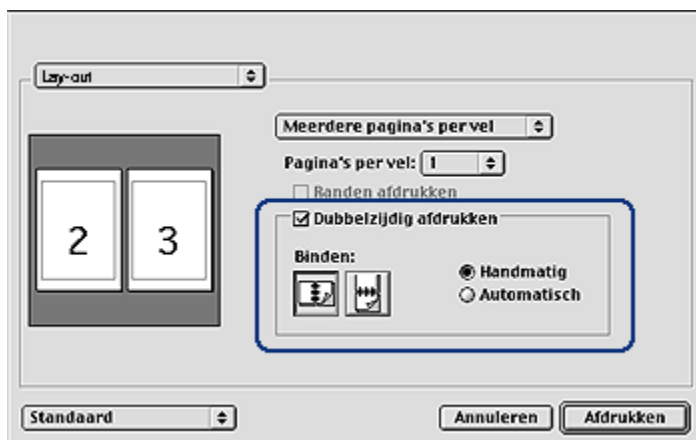 Lay-out
Meerdere pagina's per vel
Pagina's per vel: 1
Randen afdrukken
Dubbelzijdig afdrukken
2 3
Binden:
Handmatig
Automatisch
Standaard
Annuleren Afdrukken